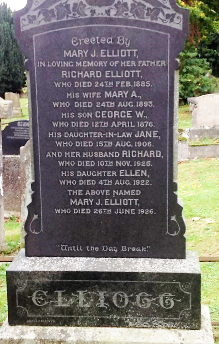 Erected By
MARY J. ELLIOTT,
IN LOVING MEMORY OF HER FATHER
RICHARD ELLIOTT,
WHO DIED 24TH FEB. 1885.
HIS WIFE MARY A.,
WHO DIED 24TH AUG. 1893.
HIS SON GEORGE W.,
WHO DIED 12TH APRIL, 1876.
HIS DAUGHTER-IN-LAW JANE,
WHO DIED 15TH AUG. 1906.
AND HER HUSBAND RICHARD,
WHO DIED 10TH NOV. 1925.
HIS DAUGHTER ELLEN,
WHO DIED 4TH AUG. 1922.
THE ABOVE NAMED
MARY J. ELLIOTT,
WHO DIED 26TH JUNE 1926.
"Until the Day Break"
ELLIOTT